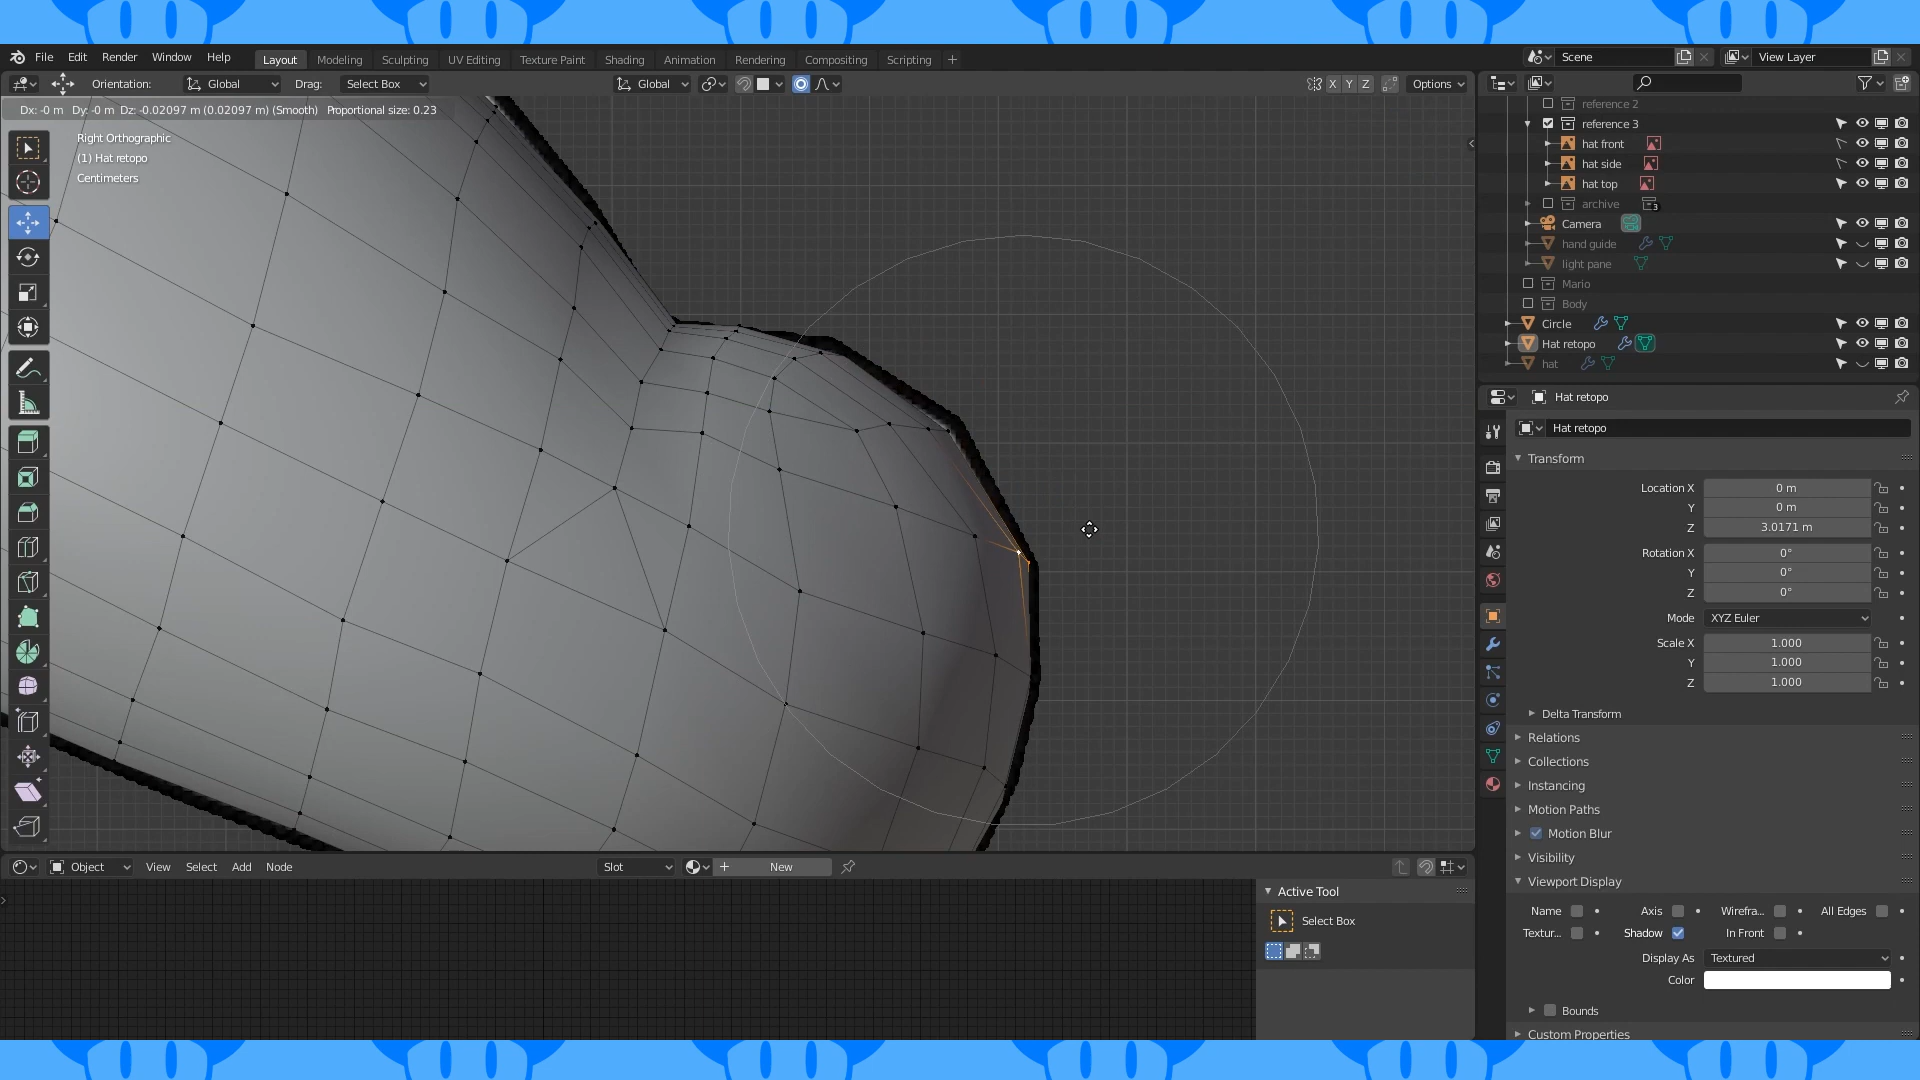 File Edit Render Window Help Layout Modeling Sculpting UV Editing Texture Paint Shading Animation Rendering Compositing Scripting + Scene View Layer
Orientation: Global Drag: Select Box Global X Y Z Options
Dx: -0 m Dy: -0 m Dz: -0.02097 m (0.02097 m) (Smooth) Proportional size: 0.23
Right Orthographic
(1) Hat retopo
Centimeters
reference 2
reference 3
hat front
hat side
hat top
archive 3
Camera
hand guide
light pane
Mario
Body
Circle
Hat retopo
hat
Hat retopo
Hat retopo
Transform
Location X 0 m
Y 0 m
Z 3.0171 m
Rotation X 0°
Y 0°
Z 0°
Mode XYZ Euler
Scale X 1.000
Y 1.000
Z 1.000
Delta Transform
Relations
Collections
Instancing
Motion Paths
Motion Blur
Visibility
Viewport Display
Name Axis Wirefra... All Edges
Textur... Shadow In Front
Display As Textured
Color
Bounds
Custom Properties
Object View Select Add Node Slot + New
Active Tool
Select Box